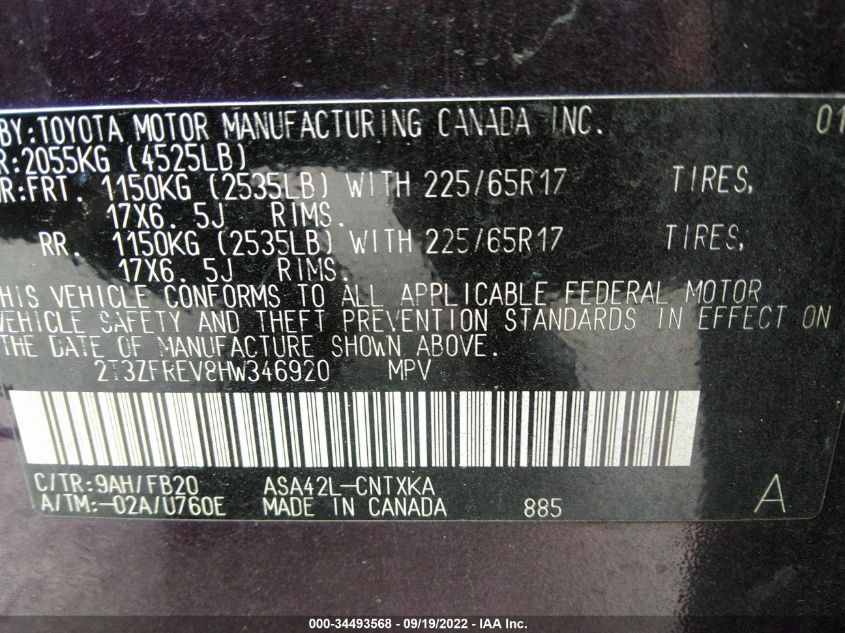 BY: TOYOTA MOTOR MANUFACTURING CANADA INC. 01
R: 2055KG (4525LB)
R: FRT. 1150KG (2535LB) WITH 225/65R17 TIRES,
17X6. 5J RIMS.
RR. 1150KG (2535LB) WITH 225/65R17 TIRES,
17X6. 5J RIMS.
HIS VEHICLE CONFORMS TO ALL APPLICABLE FEDERAL MOTOR
VEHICLE SAFETY AND THEFT PREVENTION STANDARDS IN EFFECT ON
THE DATE OF MANUFACTURE SHOWN ABOVE.
2T3ZFREV8HW346920 MPV
C/TR: 9AH/FB20 ASA42L-CNTXKA
A/TM:-02A/U760E MADE IN CANADA 885 A
000-34493568 - 09/19/2022 - IAA Inc.